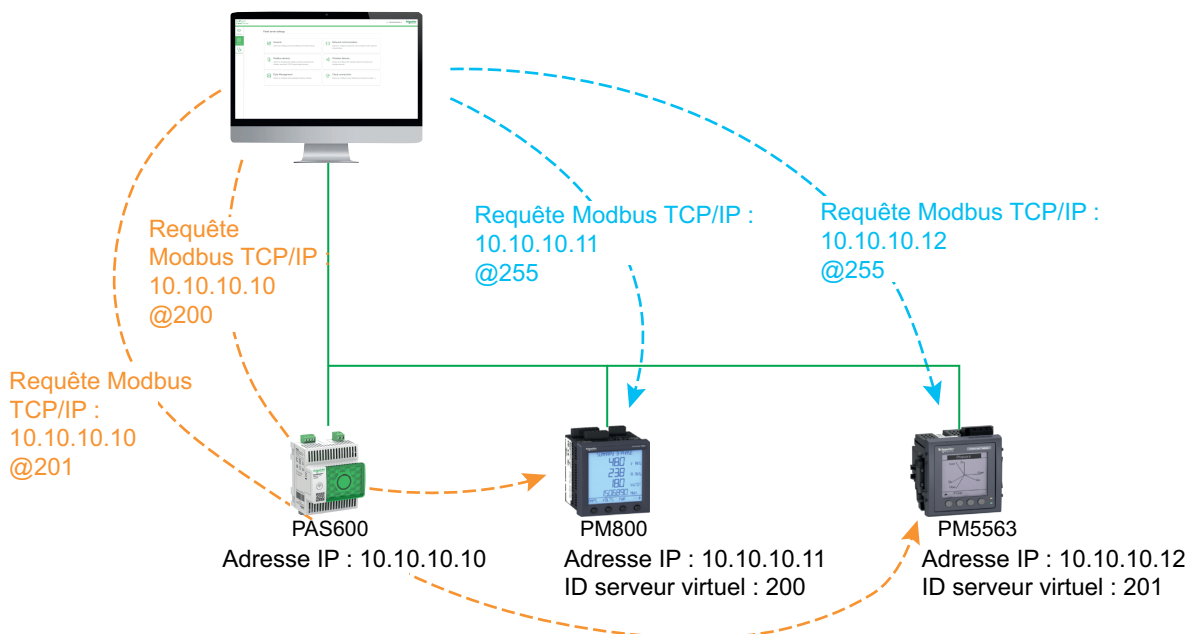 Requête
Modbus TCP/IP :
10.10.10.10
@200
Requête Modbus TCP/IP :
10.10.10.11
@255
Requête Modbus TCP/IP :
10.10.10.12
@255
Requête Modbus
TCP/IP :
10.10.10.10
@201
PAS600
Adresse IP : 10.10.10.10
PM800
Adresse IP : 10.10.10.11
ID serveur virtuel : 200
PM5563
Adresse IP : 10.10.10.12
ID serveur virtuel : 201